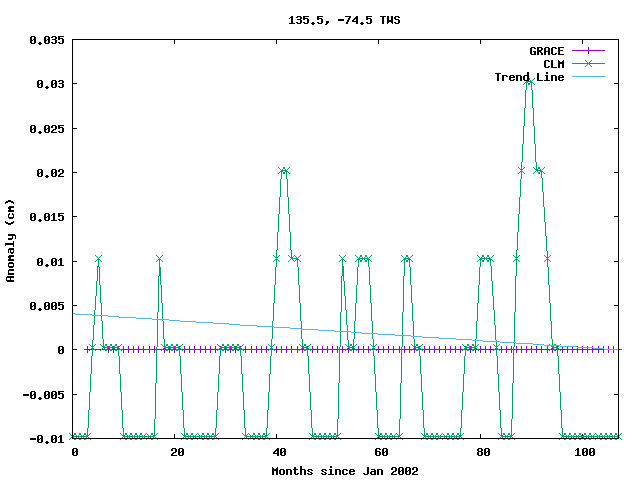 135.5, -74.5 TWS
0.035
0.03
0.025
0.02
0.015
0.01
0.005
0
-0.005
-0.01
Anomaly (cm)
GRACE
CLM
Trend Line
0 20 40 60 80 100
Months since Jan 2002